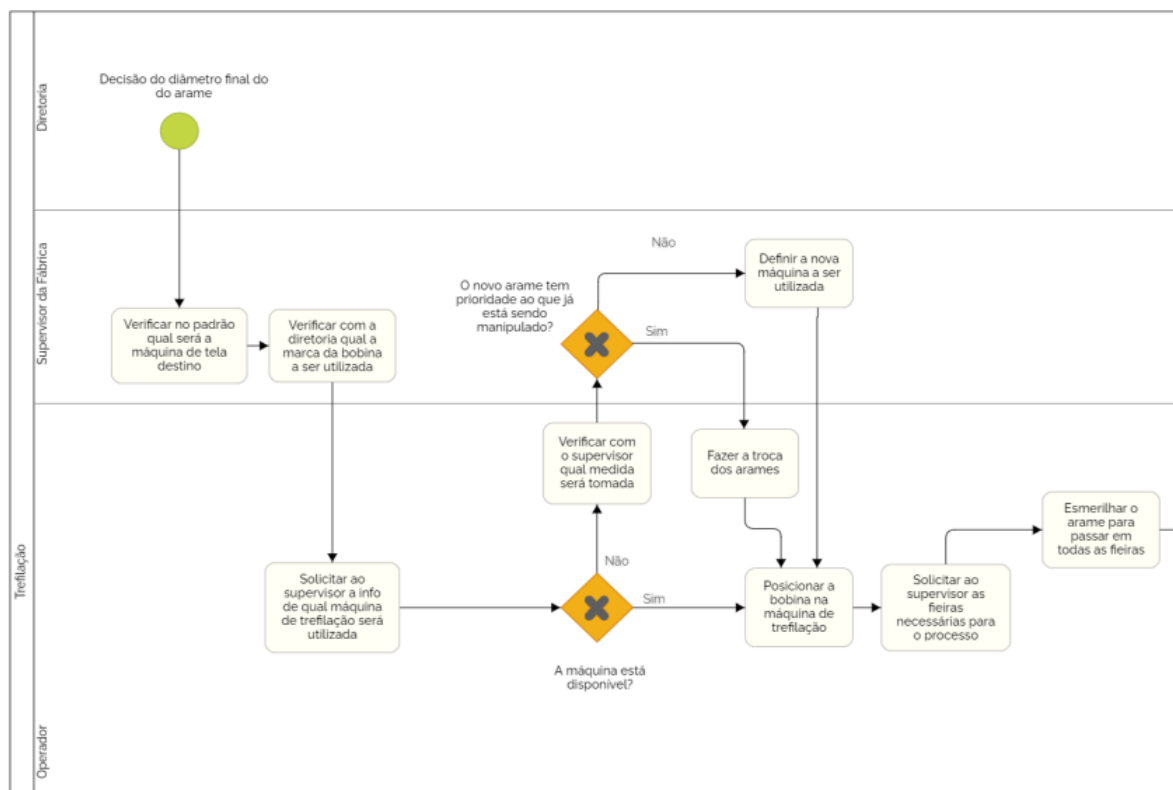 Trefilação
Diretoria
Decisão do diâmetro final do
do arame
Supervisor da Fábrica
Verificar no padrão
qual será a
máquina de tela
destino
Verificar com a
diretoria qual a
marca da bobina
a ser utilizada
O novo arame tem
prioridade ao que já
está sendo
manipulado?
Não
Sim
Definir a nova
máquina a ser
utilizada
Operador
Solicitar ao
supervisor a info
de qual máquina
de trefilação será
utilizada
Verificar com
o supervisor
qual medida
será tomada
Não
Sim
A máquina está
disponível?
Fazer a troca
dos arames
Posicionar a
bobina na
máquina de
trefilação
Solicitar ao
supervisor as
fieiras
necessárias para
o processo
Esmerilhar o
arame para
passar em
todas as fieiras